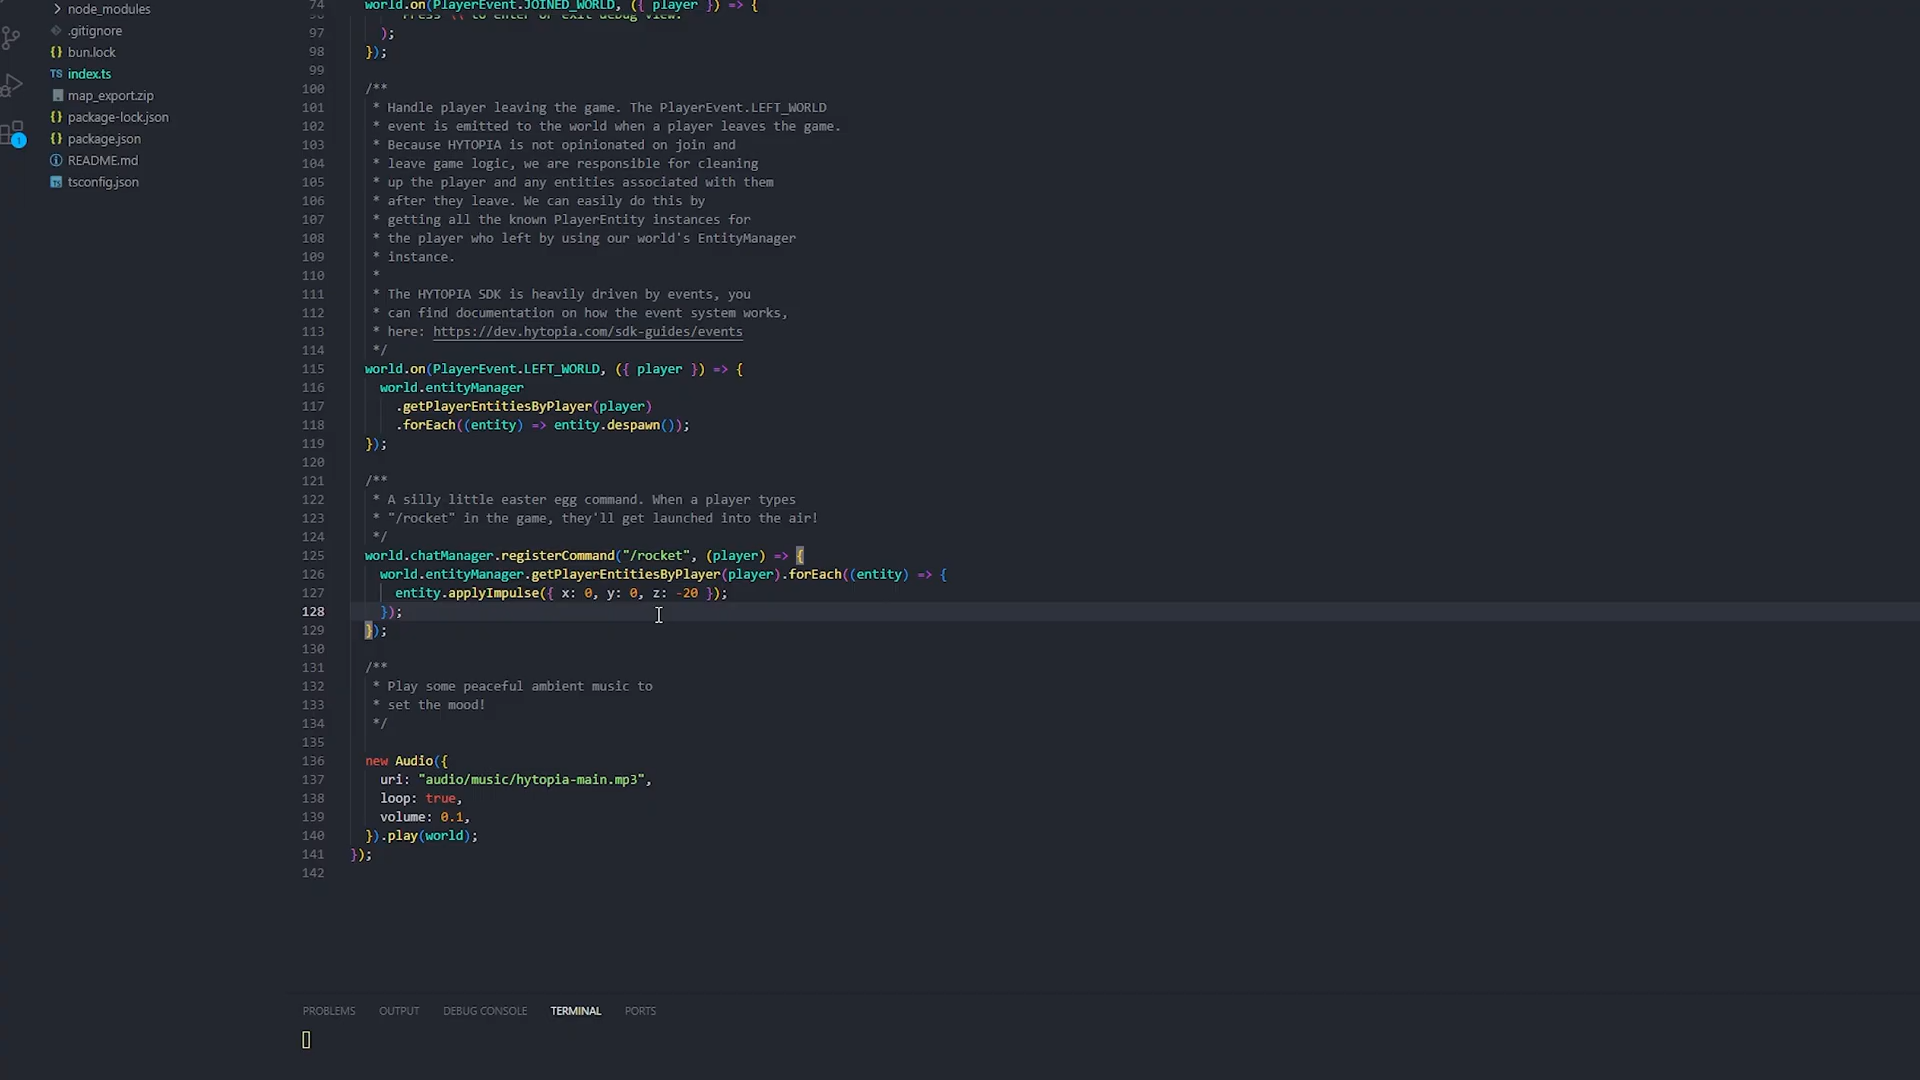 node_modules
.gitignore
bun.lock
TS index.ts
map_export.zip
package-lock.json
package.json
README.md
tsconfig.json
74 world.on(PlayerEvent.JOINED_WORLD, ({ player }) => {
96 "Press '\\' to enter or exit debug view."
97 );
98 });
99
100 /**
101 * Handle player leaving the game. The PlayerEvent.LEFT_WORLD
102 * event is emitted to the world when a player leaves the game.
103 * Because HYTOPIA is not opinionated on join and
104 * leave game logic, we are responsible for cleaning
105 * up the player and any entities associated with them
106 * after they leave. We can easily do this by
107 * getting all the known PlayerEntity instances for
108 * the player who left by using our world's EntityManager
109 * instance.
110 *
111 * The HYTOPIA SDK is heavily driven by events, you
112 * can find documentation on how the event system works,
113 * here: https://dev.hytopia.com/sdk-guides/events
114 */
115 world.on(PlayerEvent.LEFT_WORLD, ({ player }) => {
116 world.entityManager
117 .getPlayerEntitiesByPlayer(player)
118 .forEach((entity) => entity.despawn());
119 });
120
121 /**
122 * A silly little easter egg command. When a player types
123 * "/rocket" in the game, they'll get launched into the air!
124 */
125 world.chatManager.registerCommand("/rocket", (player) => {
126 world.entityManager.getPlayerEntitiesByPlayer(player).forEach((entity) => {
127 entity.applyImpulse({ x: 0, y: 0, z: -20 });
128 });
129 });
130
131 /**
132 * Play some peaceful ambient music to
133 * set the mood!
134 */
135
136 new Audio({
137 uri: "audio/music/hytopia-main.mp3",
138 loop: true,
139 volume: 0.1,
140 }).play(world);
141 });
142
PROBLEMS OUTPUT DEBUG CONSOLE TERMINAL PORTS